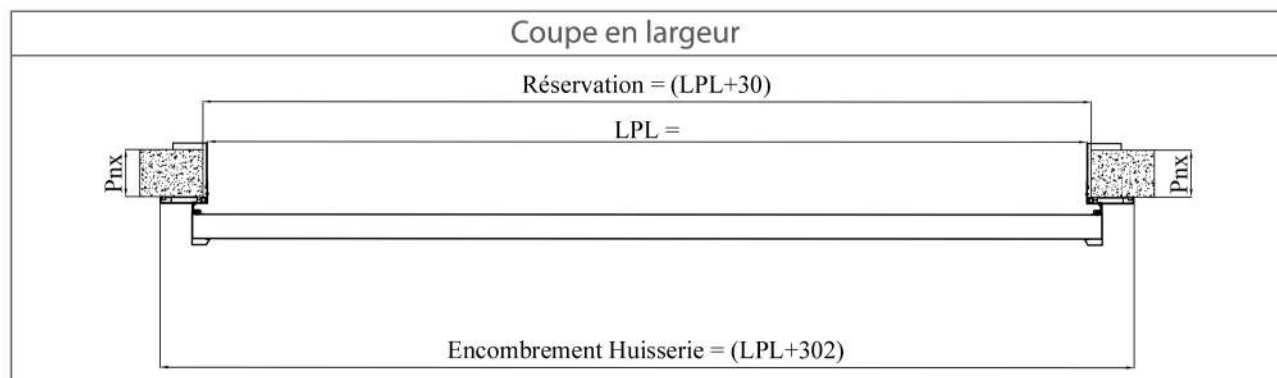 Coupe en largeur
Réservation = (LPL+30)
LPL =
Pnx
Pnx
Encombrement Huisserie = (LPL+302)